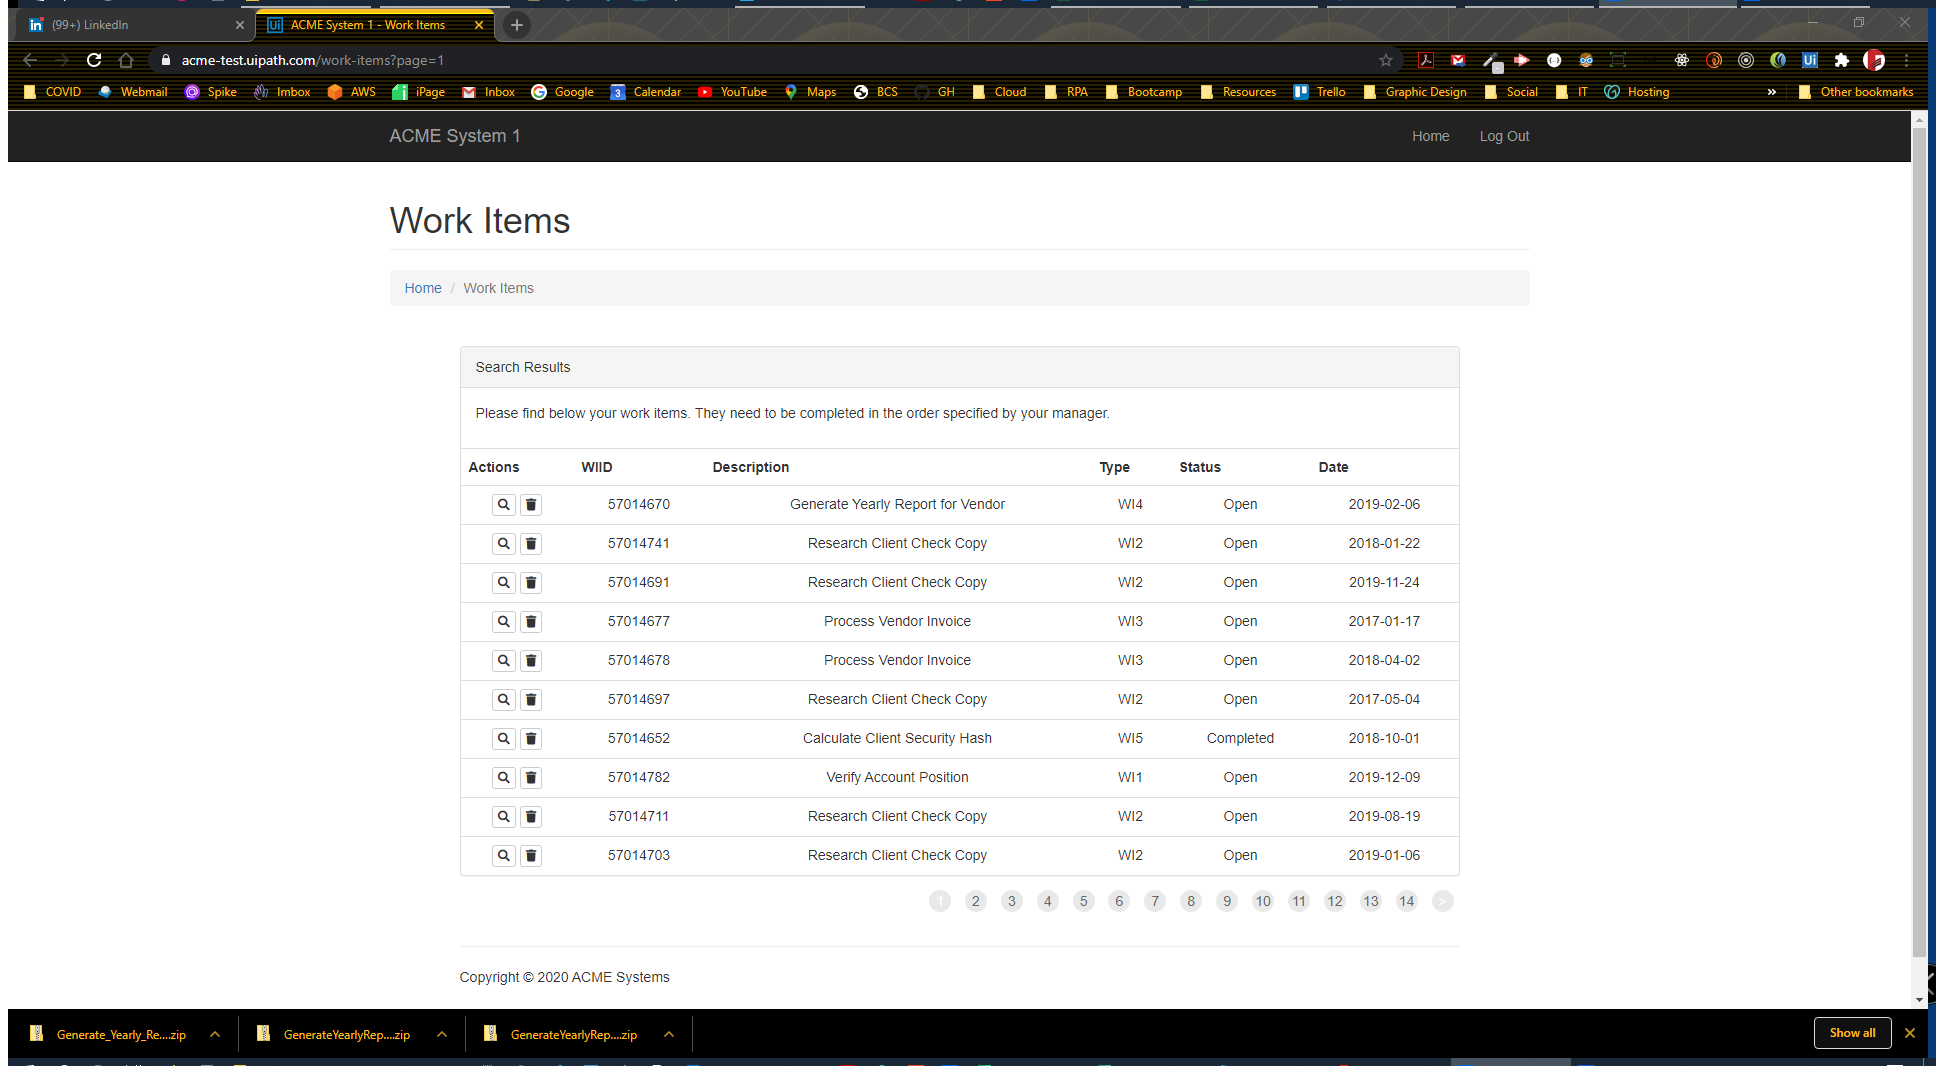 (99+) LinkedIn
ACME System 1 - Work Items
acme-test.uipath.com/work-items?page=1
COVID Webmail Spike Imbox AWS iPage Inbox Google Calendar YouTube Maps BCS GH Cloud RPA Bootcamp Resources Trello Graphic Design Social IT Hosting » Other bookmarks
ACME System 1 Home Log Out
Work Items
Home / Work Items
Search Results
Please find below your work items. They need to be completed in the order specified by your manager.
Actions WIID Description Type Status Date
57014670 Generate Yearly Report for Vendor WI4 Open 2019-02-06
57014741 Research Client Check Copy WI2 Open 2018-01-22
57014691 Research Client Check Copy WI2 Open 2019-11-24
57014677 Process Vendor Invoice WI3 Open 2017-01-17
57014678 Process Vendor Invoice WI3 Open 2018-04-02
57014697 Research Client Check Copy WI2 Open 2017-05-04
57014652 Calculate Client Security Hash WI5 Completed 2018-10-01
57014782 Verify Account Position WI1 Open 2019-12-09
57014711 Research Client Check Copy WI2 Open 2019-08-19
57014703 Research Client Check Copy WI2 Open 2019-01-06
1 2 3 4 5 6 7 8 9 10 11 12 13 14 >
Copyright © 2020 ACME Systems
Generate_Yearly_Re....zip GenerateYearlyRep....zip GenerateYearlyRep....zip Show all